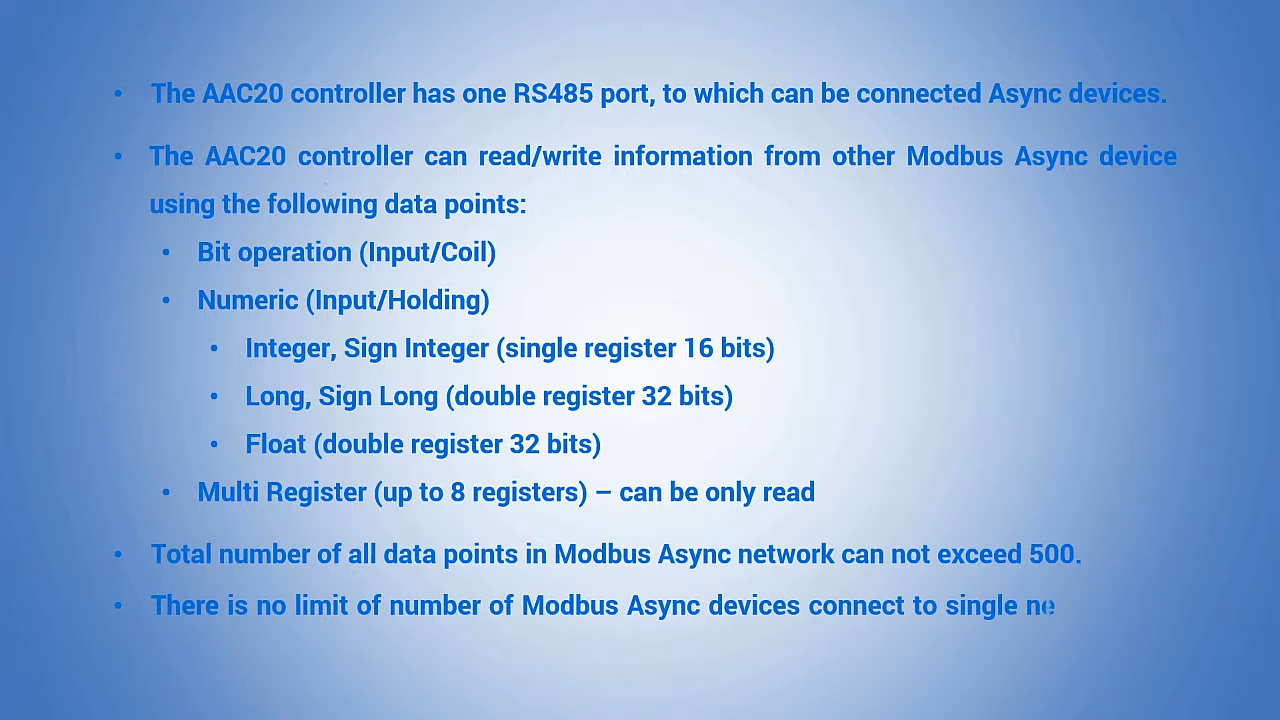 • The AAC20 controller has one RS485 port, to which can be connected Async devices.
• The AAC20 controller can read/write information from other Modbus Async device
using the following data points:
• Bit operation (Input/Coil)
• Numeric (Input/Holding)
• Integer, Sign Integer (single register 16 bits)
• Long, Sign Long (double register 32 bits)
• Float (double register 32 bits)
• Multi Register (up to 8 registers) – can be only read
• Total number of all data points in Modbus Async network can not exceed 500.
• There is no limit of number of Modbus Async devices connect to single ne